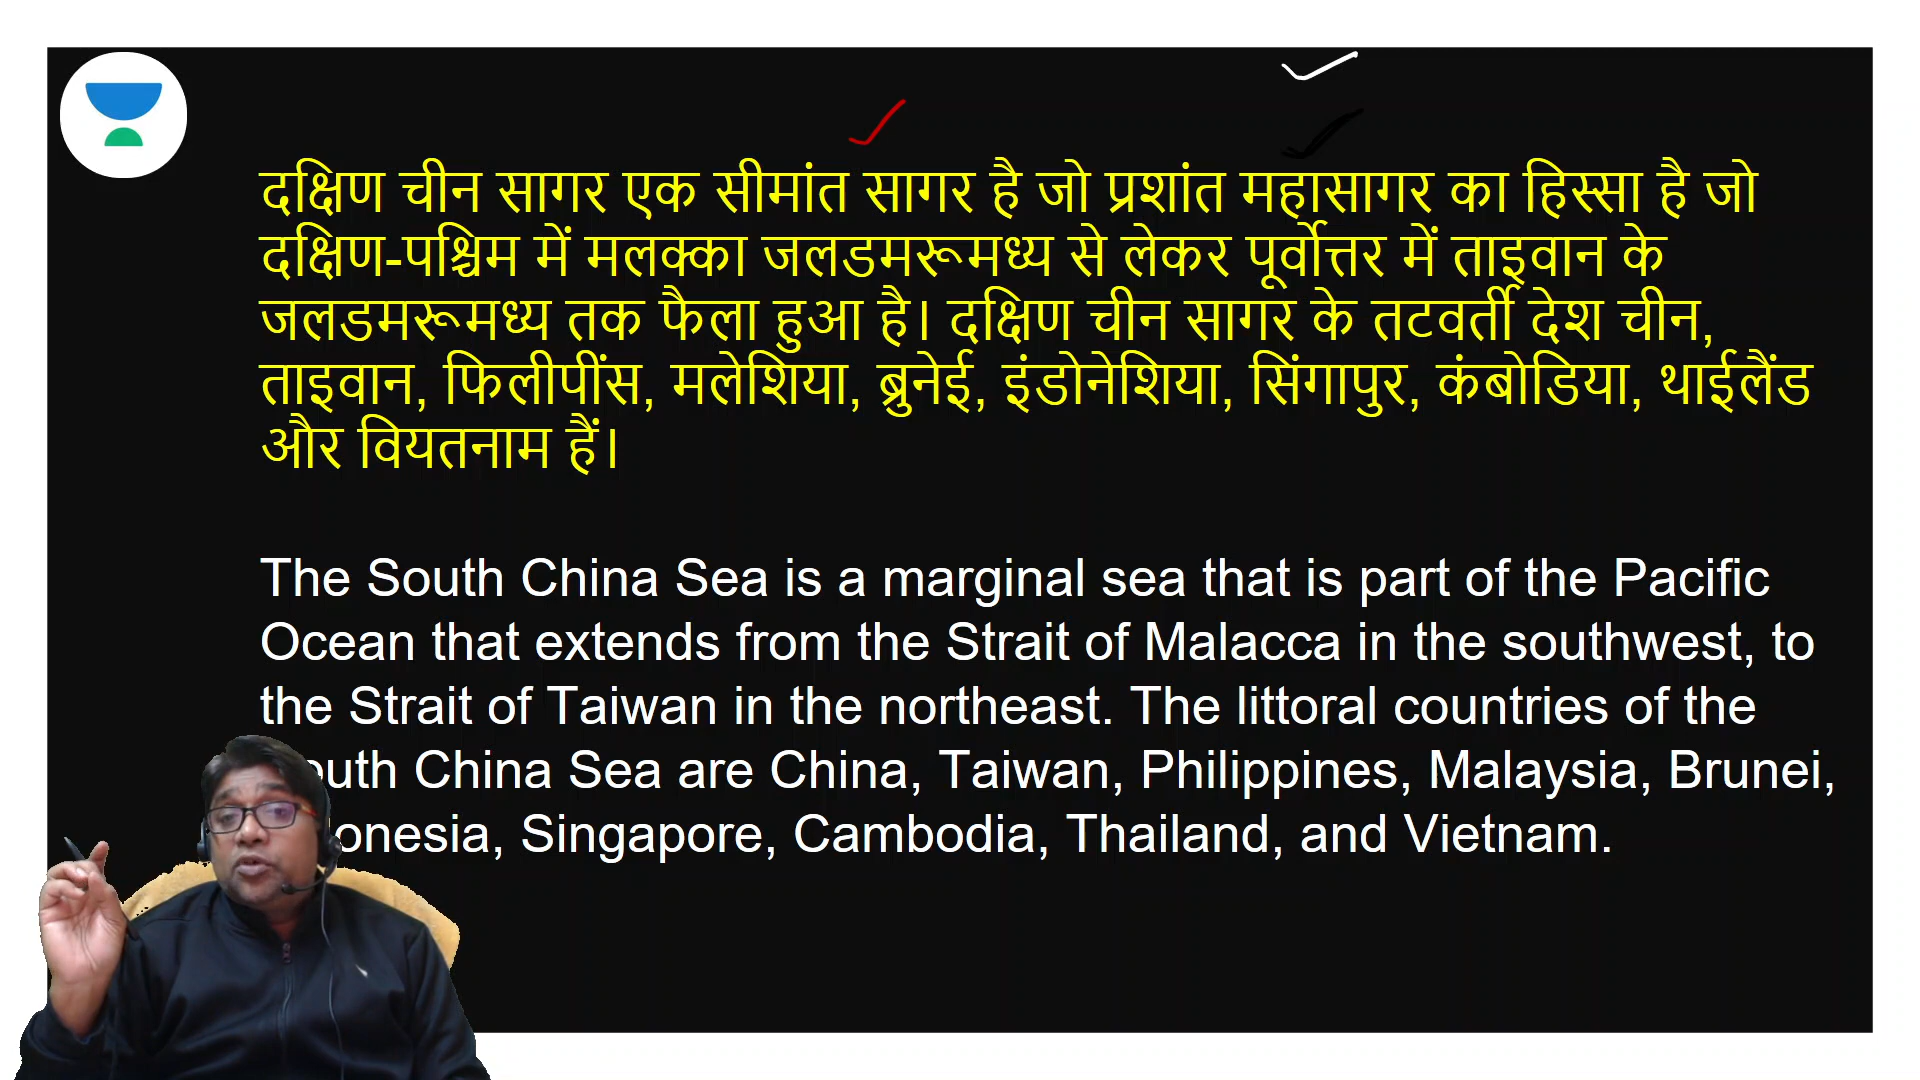 दक्षिण चीन सागर एक सीमांत सागर है जो प्रशांत महासागर का हिस्सा है जो
दक्षिण-पश्चिम में मलक्का जलडमरूमध्य से लेकर पूर्वोत्तर में ताइवान के
जलडमरूमध्य तक फैला हुआ है। दक्षिण चीन सागर के तटवर्ती देश चीन,
ताइवान, फिलीपींस, मलेशिया, ब्रुनेई, इंडोनेशिया, सिंगापुर, कंबोडिया, थाईलैंड
और वियतनाम हैं।
The South China Sea is a marginal sea that is part of the Pacific
Ocean that extends from the Strait of Malacca in the southwest, to
the Strait of Taiwan in the northeast. The littoral countries of the
China Sea are China, Taiwan, Philippines, Malaysia, Brunei,
Singapore, Cambodia, Thailand, and Vietnam.